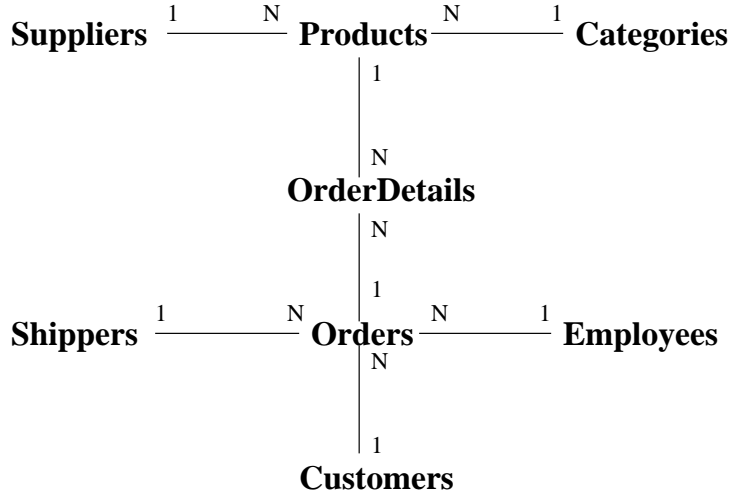 Suppliers 1 N Products N 1 Categories
1
N
OrderDetails
N
1
Shippers 1 N Orders N 1 Employees
N
1
Customers